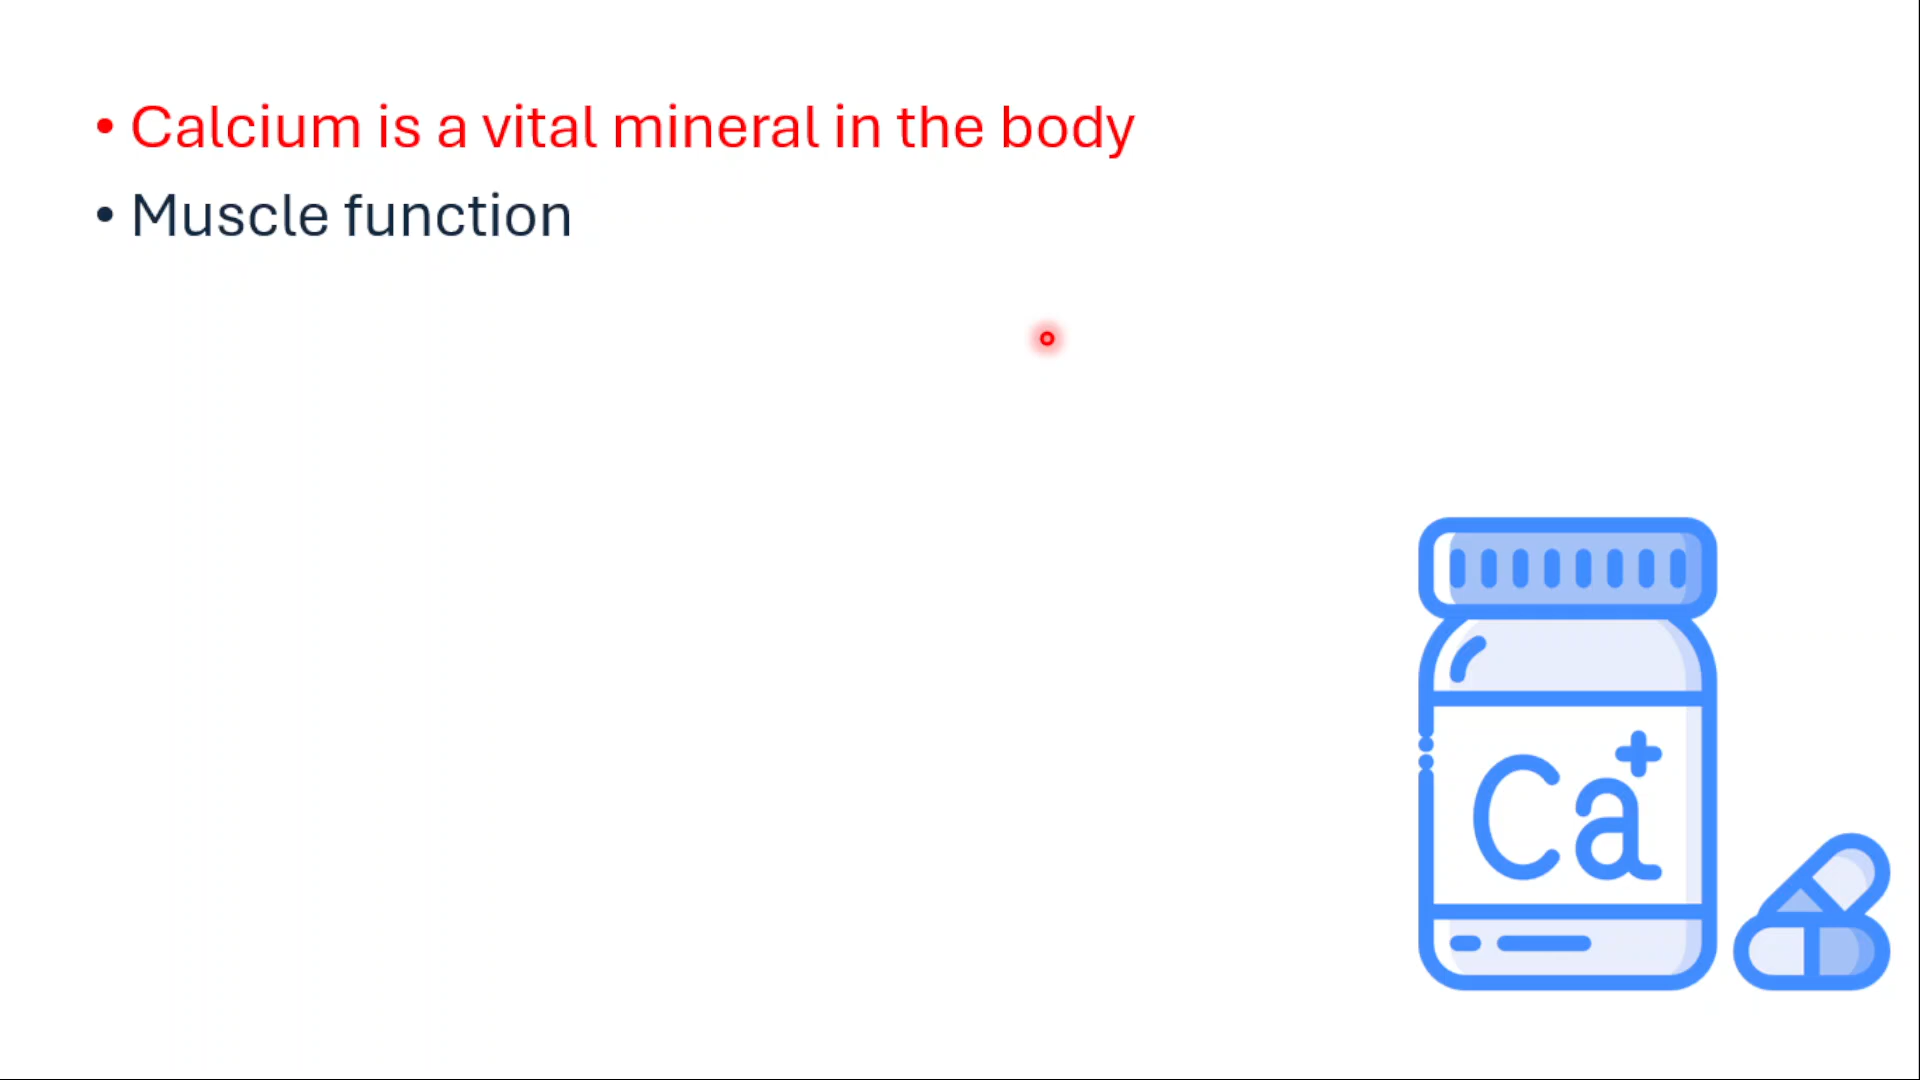 • Calcium is a vital mineral in the body
• Muscle function
Ca+